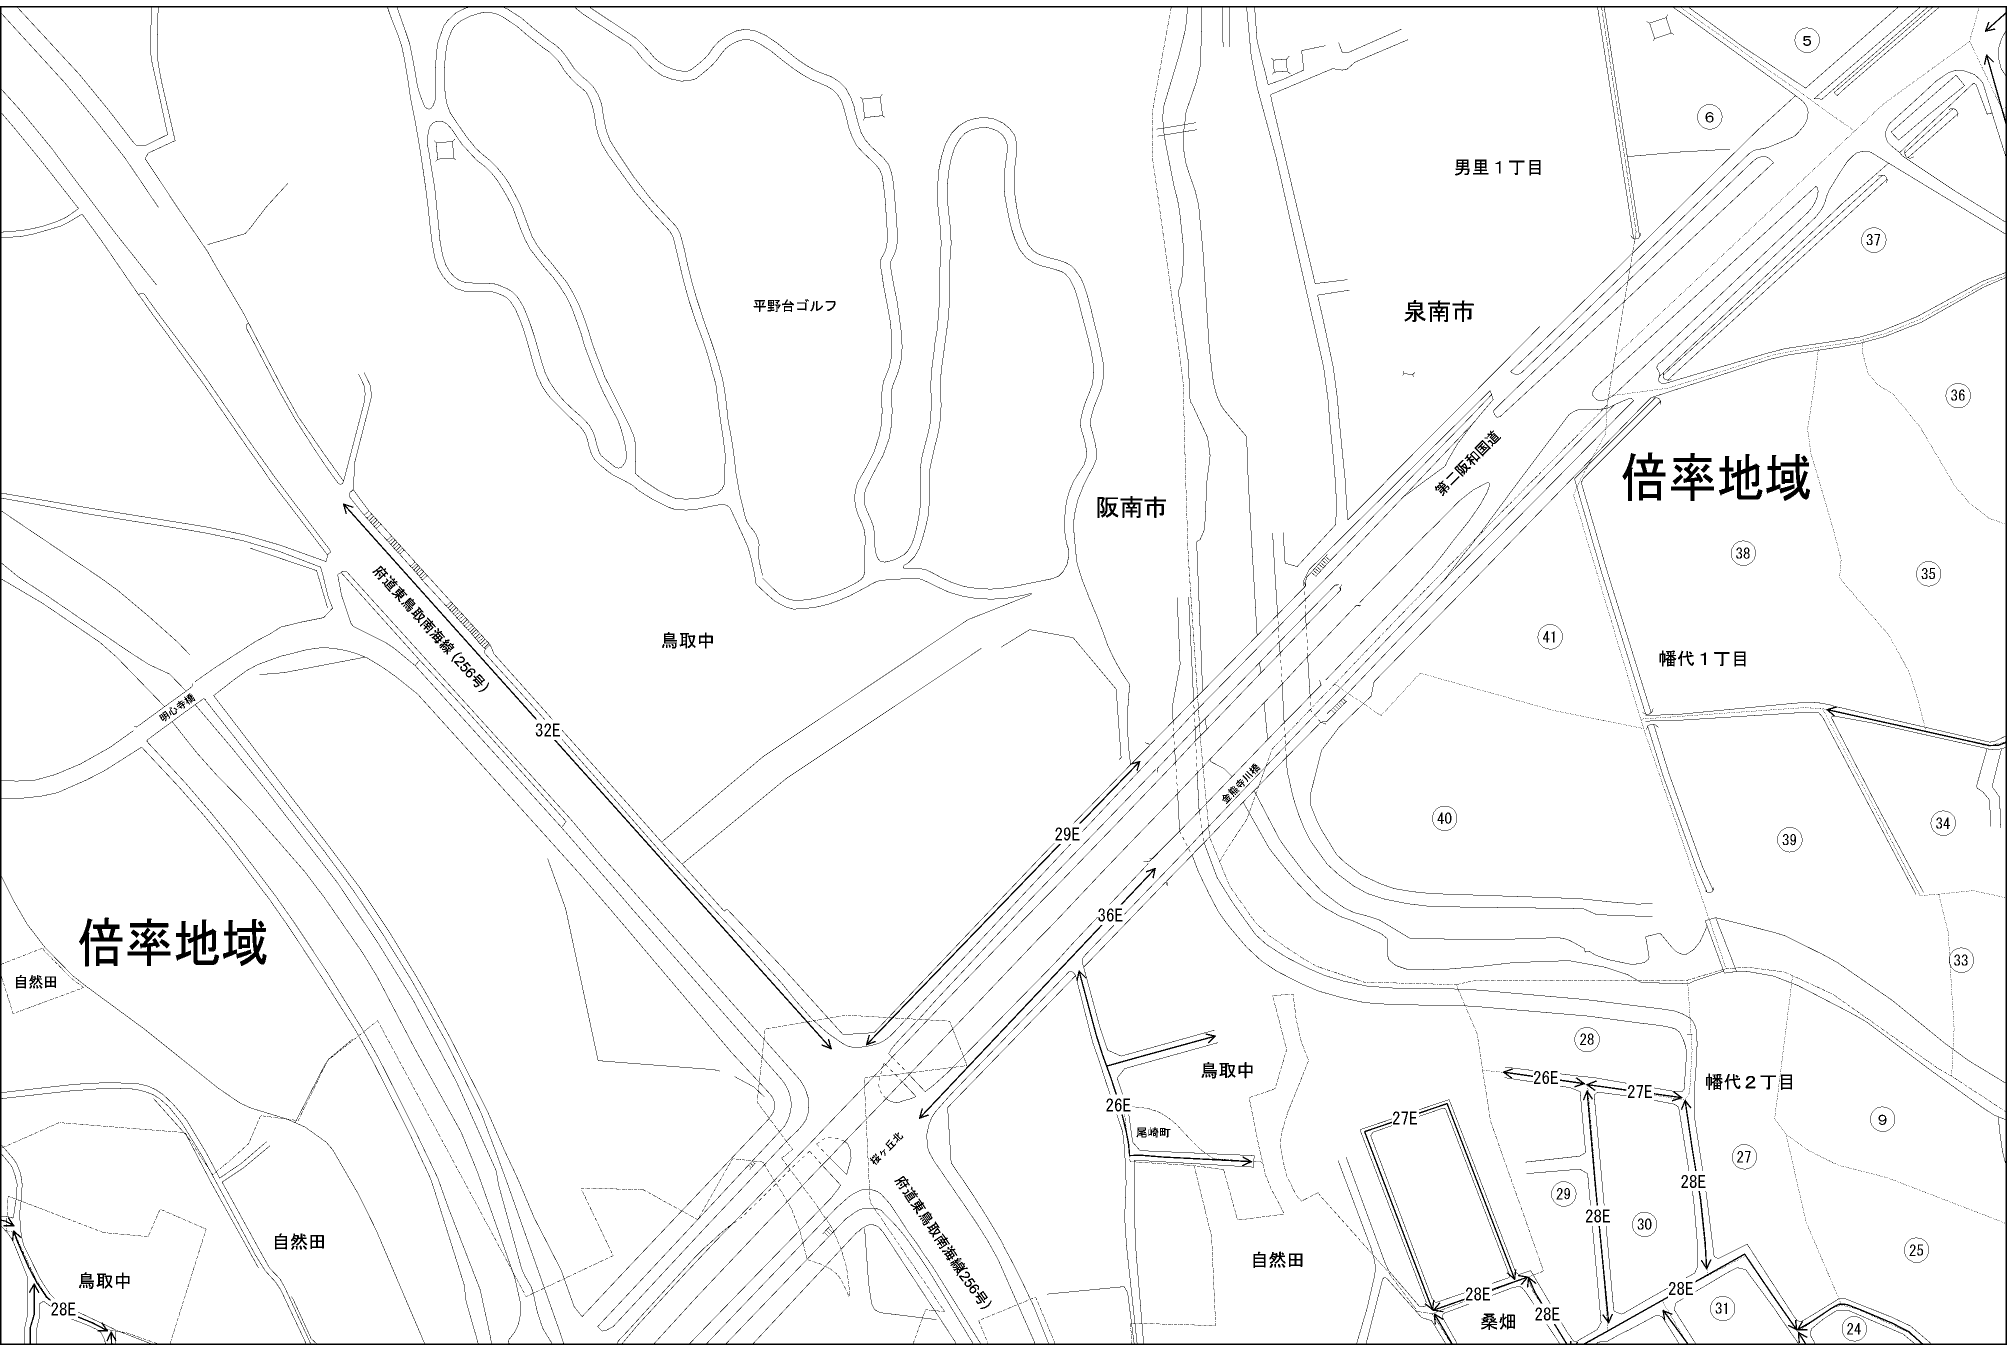 5
6
男里１丁目
37
平野台ゴルフ
泉南市
36
第二阪和国道
倍率地域
阪南市
38
35
府道東鳥取南海線(256号)
鳥取中
41
幡代１丁目
明心寺橋
32E
金熊寺川橋
29E
40
39
34
36E
倍率地域
33
自然田
28
鳥取中
26E
27E
幡代２丁目
26E
27E
9
尾崎町
桜ヶ丘北
27
28E
29
28E
30
府道東鳥取南海線(256号)
自然田
自然田
25
鳥取中
28E
28E
28E
28E
31
桑畑
24